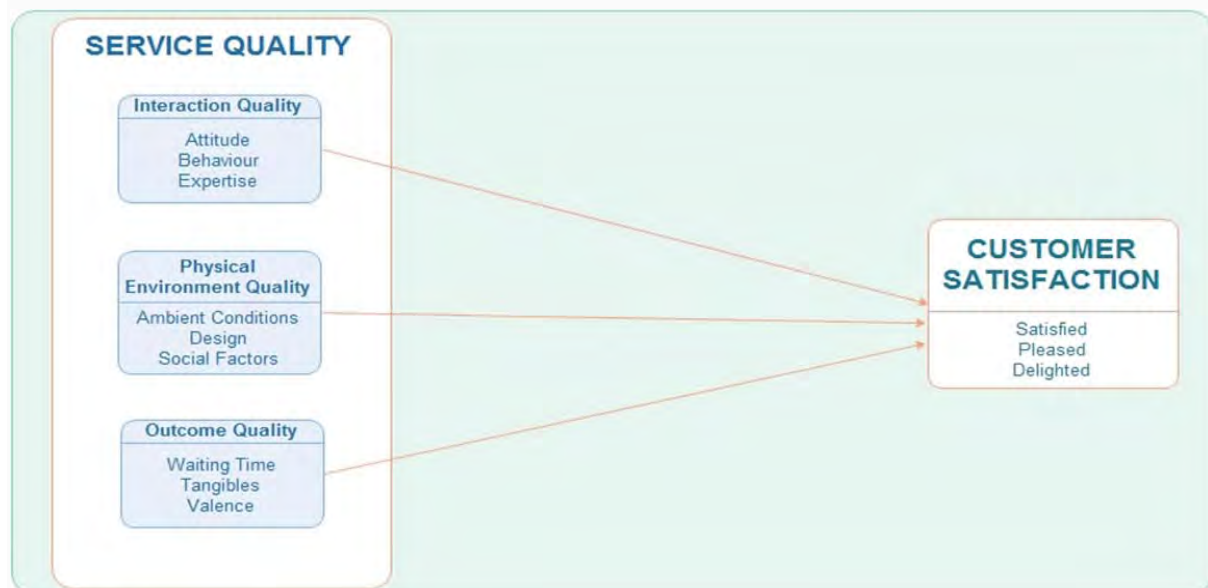 SERVICE QUALITY
Interaction Quality
Attitude
Behaviour
Expertise
Physical
Environment Quality
Ambient Conditions
Design
Social Factors
Outcome Quality
Waiting Time
Tangibles
Valence
CUSTOMER
SATISFACTION
Satisfied
Pleased
Delighted